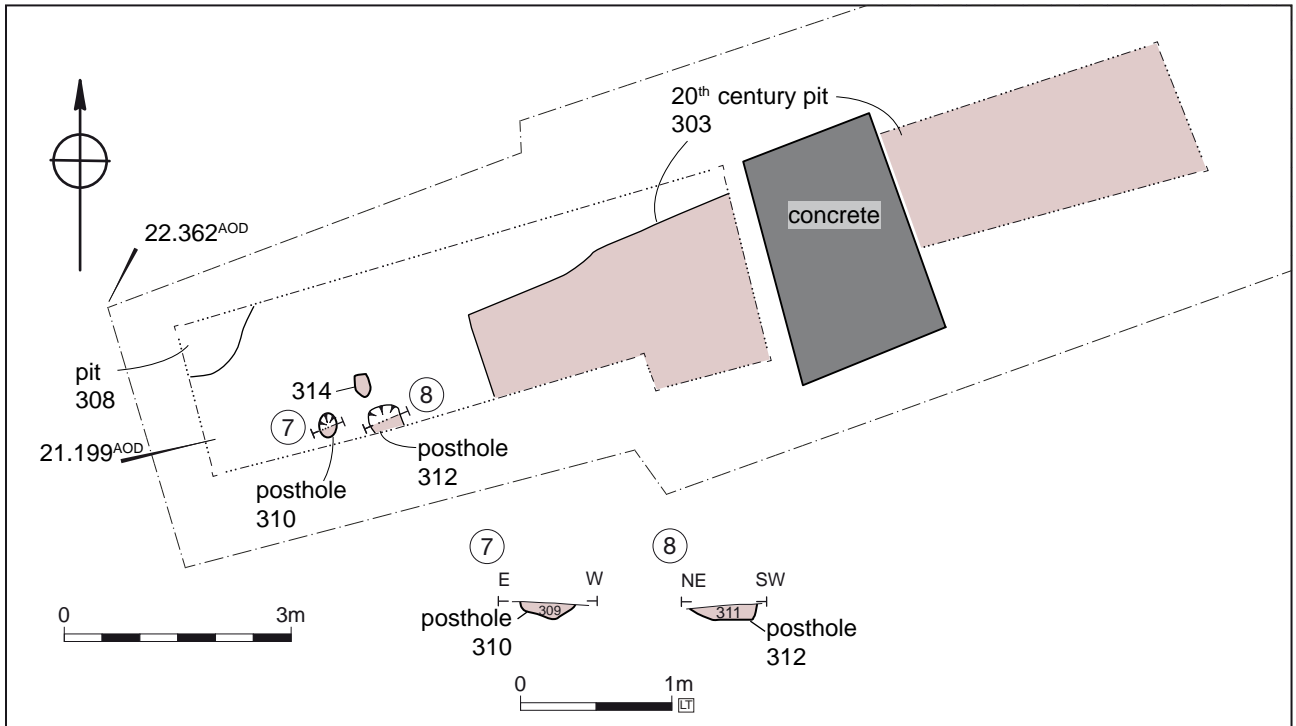 20th century pit
303
concrete
22.362AOD
pit
308
314
8
7
21.199AOD
posthole
312
posthole
310
7
8
E W
NE SW
309
311
posthole
310
posthole
312
0 3m
0 1m
LT